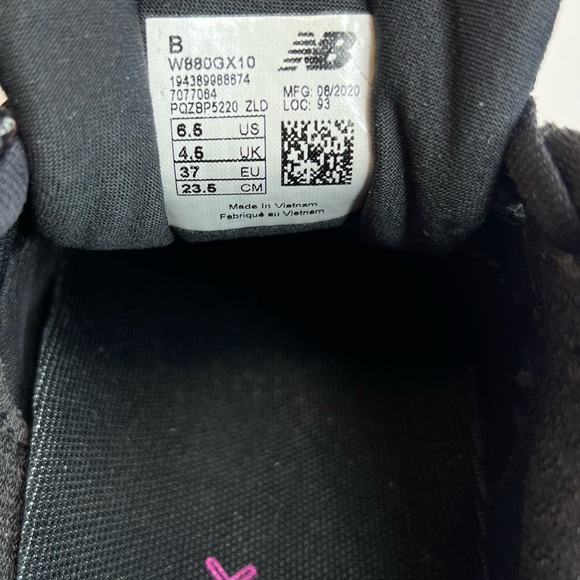 B
NB
W880GX10
194389988674
7077064
MFG: 08/2020
PQZBP5220 ZLD
LOC: 93
6.5 US
4.5 UK
37 EU
23.5 CM
Made In Vietnam
Fabriqué au Vietnam